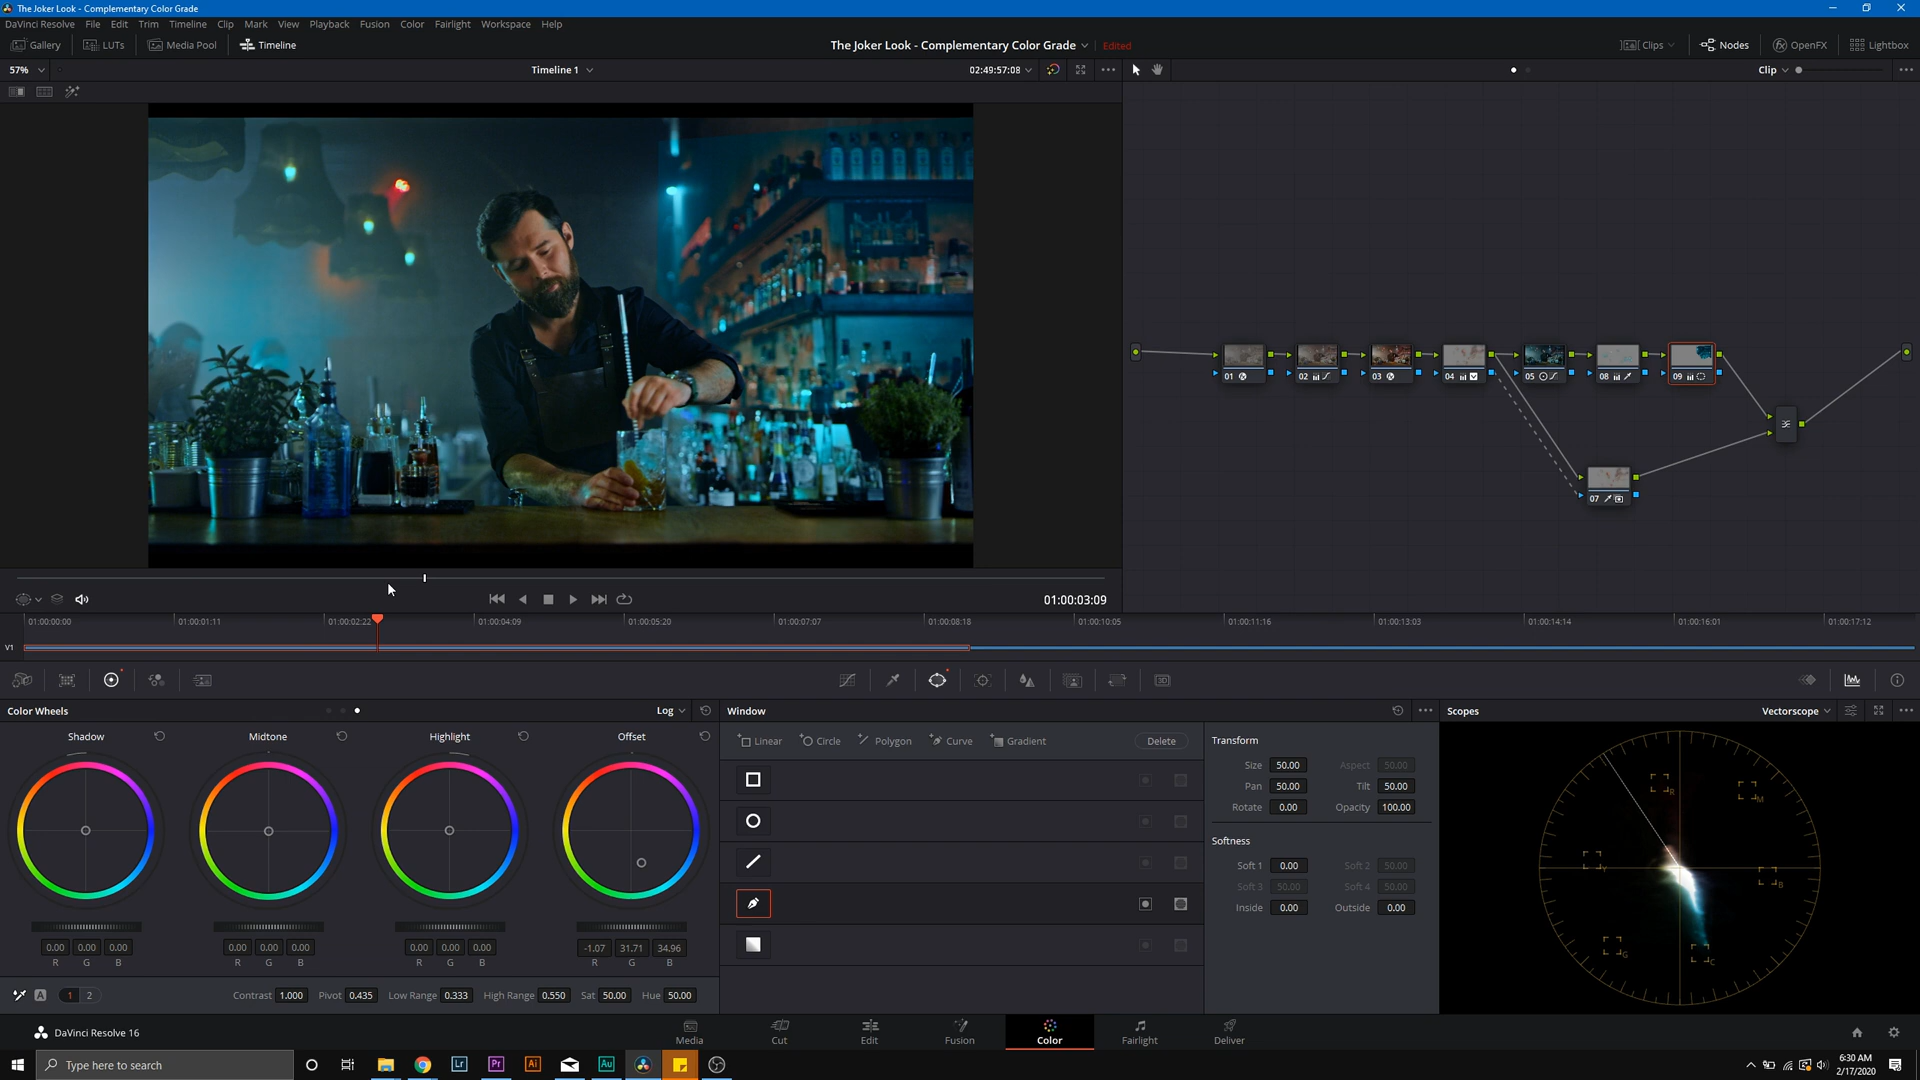 The Joker Look - Complementary Color Grade
DaVinci Resolve File Edit Trim Timeline Clip Mark View Playback Fusion Color Fairlight Workspace Help
Gallery LUTs Media Pool Timeline The Joker Look - Complementary Color Grade Edited Clips Nodes OpenFX Lightbox
57% Timeline 1 02:49:57:08 Clip
01 02 03 04 05 08 09
07
01:00:03:09
01:00:00:00 01:00:01:11 01:00:02:22 01:00:04:09 01:00:05:20 01:00:07:07 01:00:08:18 01:00:10:05 01:00:11:16 01:00:13:03 01:00:14:14 01:00:16:01 01:00:17:12
V1
Color Wheels Log Window Scopes Vectorscope
Shadow Midtone Highlight Offset
Linear Circle Polygon Curve Gradient Delete
Transform
Size 50.00 Aspect 50.00
Pan 50.00 Tilt 50.00
Rotate 0.00 Opacity 100.00
Softness
Soft 1 0.00 Soft 2 50.00
Soft 3 50.00 Soft 4 50.00
Inside 0.00 Outside 0.00
R M
Y B
G C
0.00 0.00 0.00 0.00 0.00 0.00 0.00 0.00 0.00 -1.07 31.71 34.96
R G B R G B R G B R G B
A 1 2 Contrast 1.000 Pivot 0.435 Low Range 0.333 High Range 0.550 Sat 50.00 Hue 50.00
DaVinci Resolve 16
Media Cut Edit Fusion Color Fairlight Deliver
Type here to search Lr Pr Ai Au
6:30 AM
2/17/2020